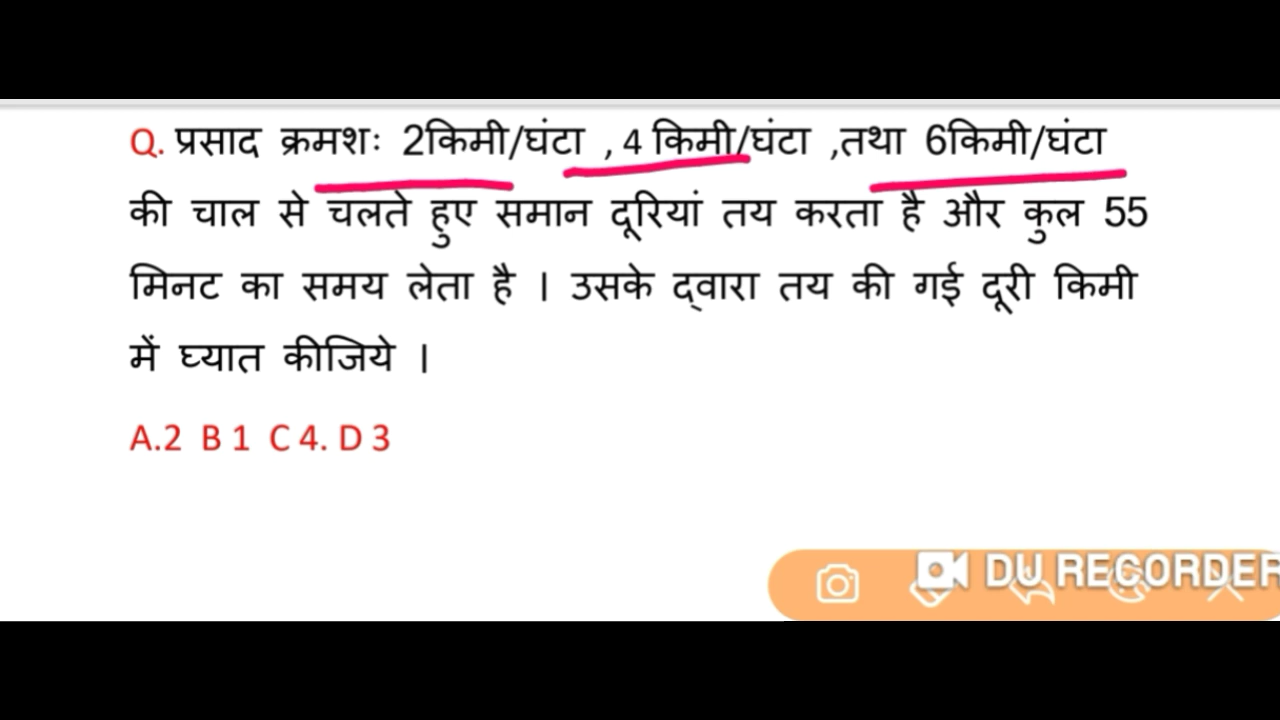 Q. प्रसाद क्रमशः 2किमी/घंटा , 4 किमी/घंटा ,तथा 6किमी/घंटा
की चाल से चलते हुए समान दूरियां तय करता है और कुल 55
मिनट का समय लेता है । उसके द्वारा तय की गई दूरी किमी
में घ्यात कीजिये ।
A.2 B 1 C 4. D 3
DU RECORDER